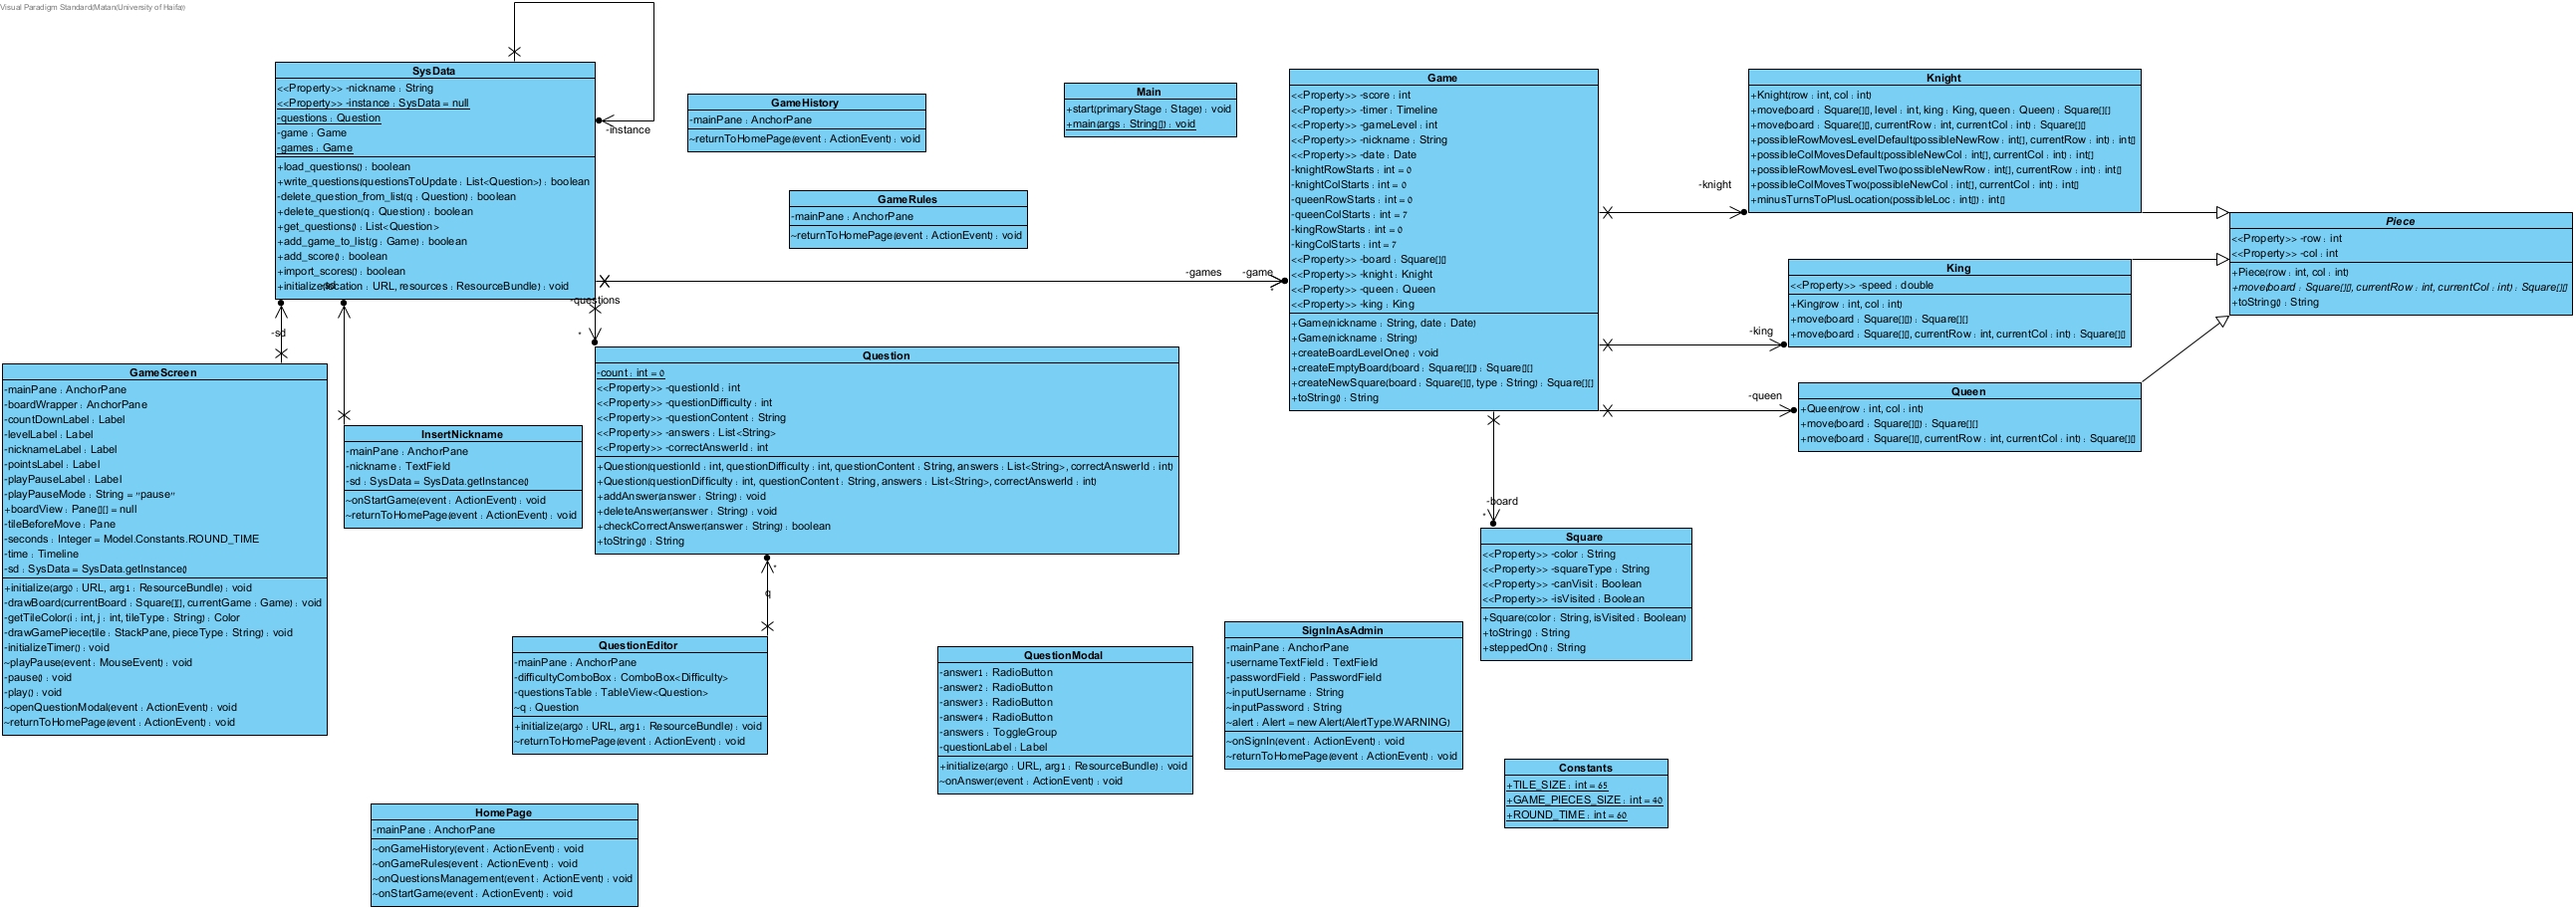 Visual Paradigm Standard(Matan(University of Haifa))
SysData
<<Property>> -nickname : String
<<Property>> -instance : SysData = null
-questions : Question
-game : Game
-games : Game
+load_questions() : boolean
+write_questions(questionsToUpdate : List<Question>) : boolean
-delete_question_from_list(q : Question) : boolean
+delete_question(q : Question) : boolean
+get_questions() : List<Question>
+add_game_to_list(g : Game) : boolean
+add_score() : boolean
+import_scores() : boolean
+initialize(location : URL, resources : ResourceBundle) : void
-instance
GameHistory
-mainPane : AnchorPane
~returnToHomePage(event : ActionEvent) : void
Main
+start(primaryStage : Stage) : void
+main(args : String[]) : void
GameRules
-mainPane : AnchorPane
~returnToHomePage(event : ActionEvent) : void
Game
<<Property>> -score : int
<<Property>> -timer : Timeline
<<Property>> -gameLevel : int
<<Property>> -nickname : String
<<Property>> -date : Date
-knightRowStarts : int = 0
-knightColStarts : int = 0
-queenRowStarts : int = 0
-queenColStarts : int = 7
-kingRowStarts : int = 0
-kingColStarts : int = 7
<<Property>> -board : Square[][]
<<Property>> -knight : Knight
<<Property>> -queen : Queen
<<Property>> -king : King
+Game(nickname : String, date : Date)
+Game(nickname : String)
+createBoardLevelOne() : void
+createEmptyBoard(board : Square[][]) : Square[][]
+createNewSquare(board : Square[][], type : String) : Square[][]
+toString() : String
Knight
+Knight(row : int, col : int)
+move(board : Square[][], level : int, king : King, queen : Queen) : Square[][]
+move(board : Square[][], currentRow : int, currentCol : int) : Square[][]
+possibleRowMovesLevelDefault(possibleNewRow : int[], currentRow : int) : int[]
+possibleColMovesDefault(possibleNewCol : int[], currentCol : int) : int[]
+possibleRowMovesLevelTwo(possibleNewRow : int[], currentRow : int) : int[]
+possibleColMovesTwo(possibleNewCol : int[], currentCol : int) : int[]
+minusTurnsToPlusLocation(possibleLoc : int[]) : int[]
-knight
Piece
<<Property>> -row : int
<<Property>> -col : int
+Piece(row : int, col : int)
+move(board : Square[][], currentRow : int, currentCol : int) : Square[][]
+toString() : String
King
<<Property>> -speed : double
+King(row : int, col : int)
+move(board : Square[][]) : Square[][]
+move(board : Square[][], currentRow : int, currentCol : int) : Square[][]
-king
Queen
+Queen(row : int, col : int)
+move(board : Square[][]) : Square[][]
+move(board : Square[][], currentRow : int, currentCol : int) : Square[][]
-queen
-games
-game
*
-sd
-sd
-questions
*
GameScreen
-mainPane : AnchorPane
-boardWrapper : AnchorPane
-countDownLabel : Label
-levelLabel : Label
-nicknameLabel : Label
-pointsLabel : Label
-playPauseLabel : Label
-playPauseMode : String = "pause"
+boardView : Pane[][] = null
-tileBeforeMove : Pane
-seconds : Integer = Model.Constants.ROUND_TIME
-time : Timeline
-sd : SysData = SysData.getInstance()
+initialize(arg0 : URL, arg1 : ResourceBundle) : void
-drawBoard(currentBoard : Square[][], currentGame : Game) : void
-getTileColor(i : int, j : int, tileType : String) : Color
-drawGamePiece(tile : StackPane, pieceType : String) : void
-initializeTimer() : void
~playPause(event : MouseEvent) : void
-pause() : void
-play() : void
~openQuestionModal(event : ActionEvent) : void
~returnToHomePage(event : ActionEvent) : void
InsertNickname
-mainPane : AnchorPane
-nickname : TextField
-sd : SysData = SysData.getInstance()
~onStartGame(event : ActionEvent) : void
~returnToHomePage(event : ActionEvent) : void
Question
-count : int = 0
<<Property>> -questionId : int
<<Property>> -questionDifficulty : int
<<Property>> -questionContent : String
<<Property>> -answers : List<String>
<<Property>> -correctAnswerId : int
+Question(questionId : int, questionDifficulty : int, questionContent : String, answers : List<String>, correctAnswerId : int)
+Question(questionDifficulty : int, questionContent : String, answers : List<String>, correctAnswerId : int)
+addAnswer(answer : String) : void
+deleteAnswer(answer : String) : void
+checkCorrectAnswer(answer : String) : boolean
+toString() : String
*
q
-board
*
Square
<<Property>> -color : String
<<Property>> -squareType : String
<<Property>> -canVisit : Boolean
<<Property>> -isVisited : Boolean
+Square(color : String, isVisited : Boolean)
+toString() : String
+steppedOn() : String
QuestionEditor
-mainPane : AnchorPane
-difficultyComboBox : ComboBox<Difficulty>
-questionsTable : TableView<Question>
~q : Question
+initialize(arg0 : URL, arg1 : ResourceBundle) : void
~returnToHomePage(event : ActionEvent) : void
QuestionModal
-answer1 : RadioButton
-answer2 : RadioButton
-answer3 : RadioButton
-answer4 : RadioButton
-answers : ToggleGroup
-questionLabel : Label
+initialize(arg0 : URL, arg1 : ResourceBundle) : void
~onAnswer(event : ActionEvent) : void
SignInAsAdmin
-mainPane : AnchorPane
-usernameTextField : TextField
-passwordField : PasswordField
~inputUsername : String
~inputPassword : String
~alert : Alert = new Alert(AlertType.WARNING)
~onSignIn(event : ActionEvent) : void
~returnToHomePage(event : ActionEvent) : void
Constants
+TILE_SIZE : int = 65
+GAME_PIECES_SIZE : int = 40
+ROUND_TIME : int = 60
HomePage
-mainPane : AnchorPane
~onGameHistory(event : ActionEvent) : void
~onGameRules(event : ActionEvent) : void
~onQuestionsManagement(event : ActionEvent) : void
~onStartGame(event : ActionEvent) : void